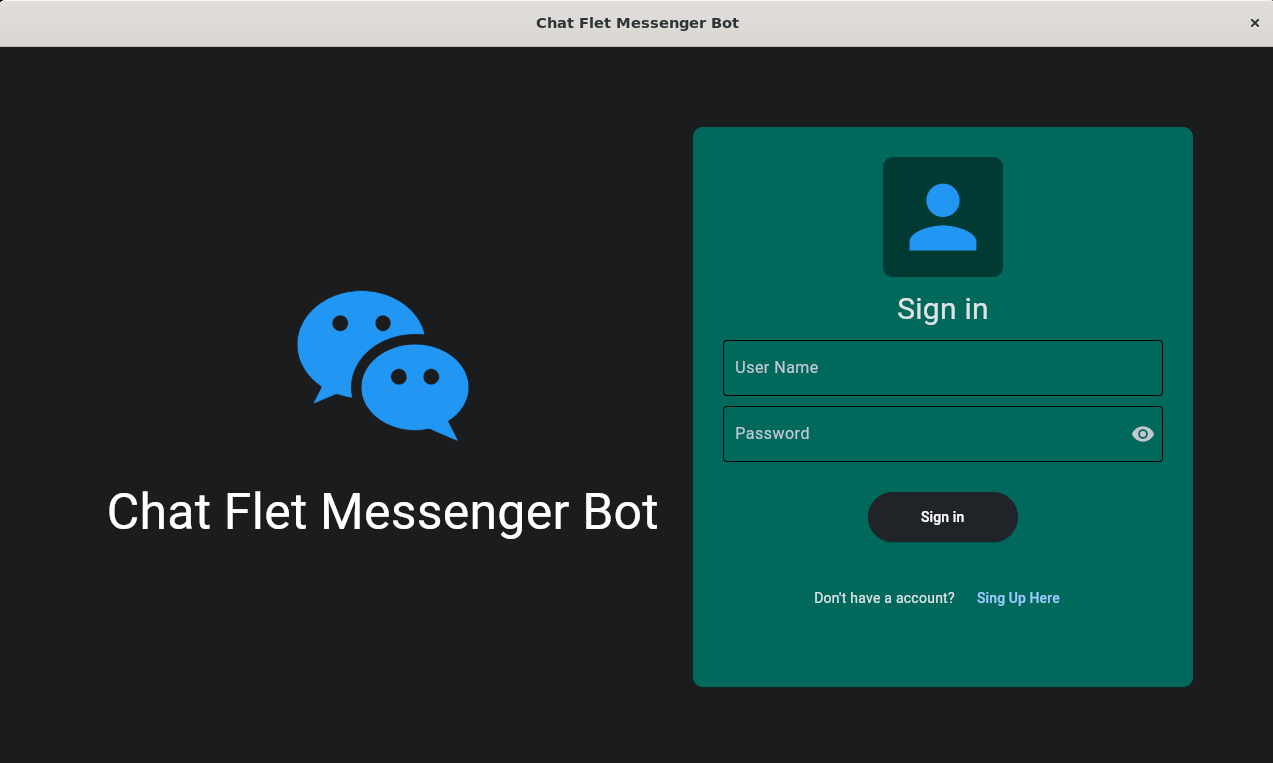 Chat Flet Messenger Bot
Chat Flet Messenger Bot
Sign in
User Name
Password
Sign in
Don't have a account? Sing Up Here